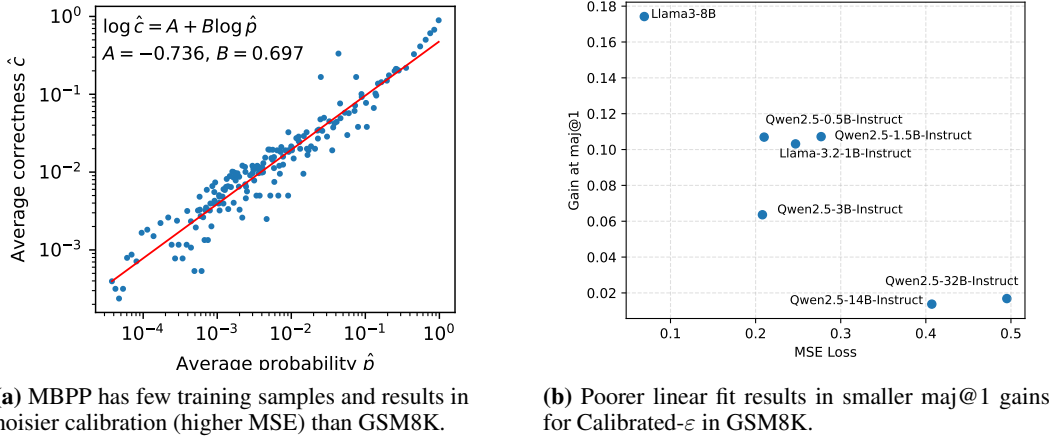 log ĉ = A + Blog p̂
A = −0.736, B = 0.697
10⁰
10⁻¹
10⁻²
10⁻³
Average correctness ĉ
10⁻⁴ 10⁻³ 10⁻² 10⁻¹ 10⁰
Average probability p̂
(a) MBPP has few training samples and results in
noisier calibration (higher MSE) than GSM8K.
0.18
0.16
0.14
0.12
0.10
0.08
0.06
0.04
0.02
Gain at maj@1
Llama3-8B
Qwen2.5-0.5B-Instruct
Qwen2.5-1.5B-Instruct
Llama-3.2-1B-Instruct
Qwen2.5-3B-Instruct
Qwen2.5-32B-Instruct
Qwen2.5-14B-Instruct
0.1 0.2 0.3 0.4 0.5
MSE Loss
(b) Poorer linear fit results in smaller maj@1 gains
for Calibrated-ε in GSM8K.